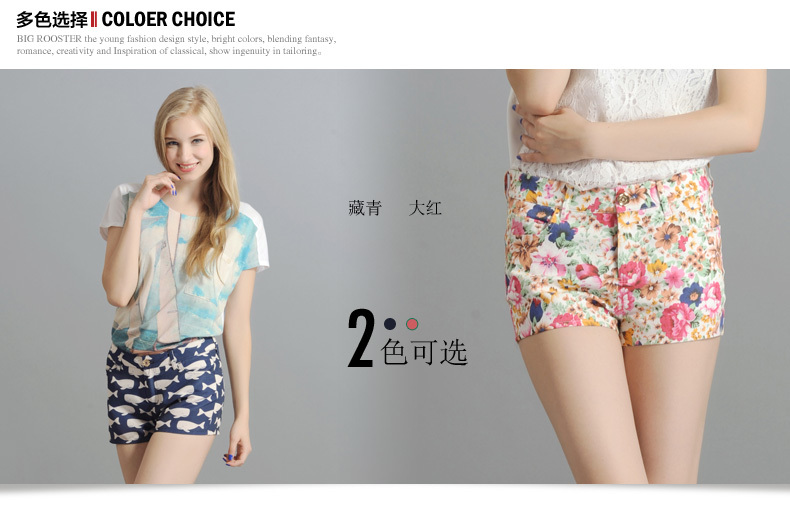 多色选择 COLOER CHOICE
BIG ROOSTER the young fashion design style, bright colors, blending fantasy,
romance, creativity and Inspiration of classical, show ingenuity in tailoring。
藏青 大红
2色可选